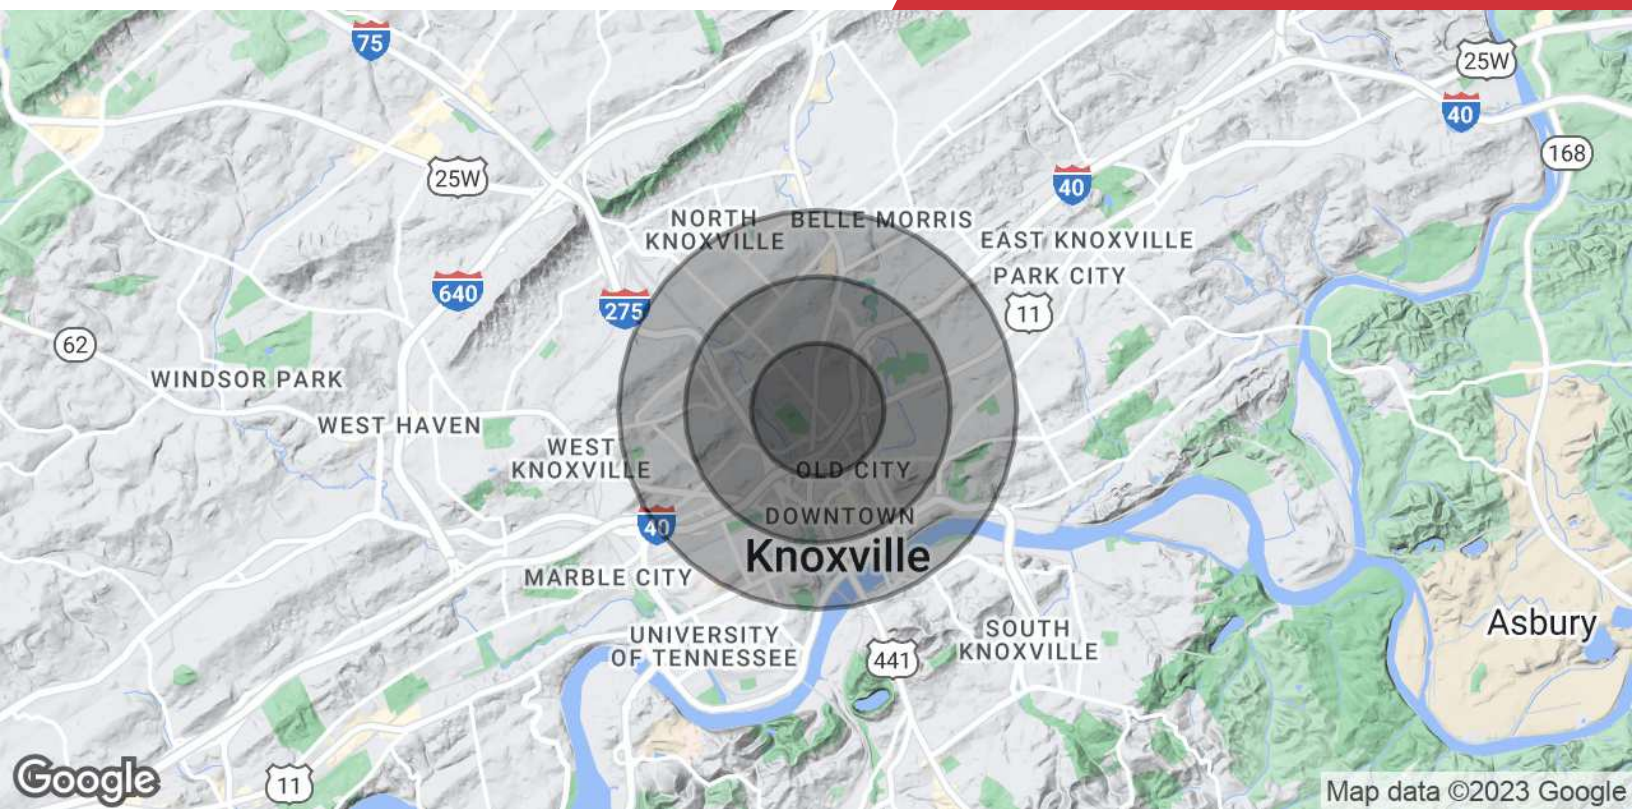 75
25W
40
168
25W
40
NORTH
KNOXVILLE
BELLE MORRIS
EAST KNOXVILLE
PARK CITY
640
275
11
62
WINDSOR PARK
WEST HAVEN
WEST
KNOXVILLE
OLD CITY
DOWNTOWN
40
Knoxville
MARBLE CITY
UNIVERSITY
OF TENNESSEE
441
SOUTH
KNOXVILLE
Asbury
Google
11
Map data ©2023 Google